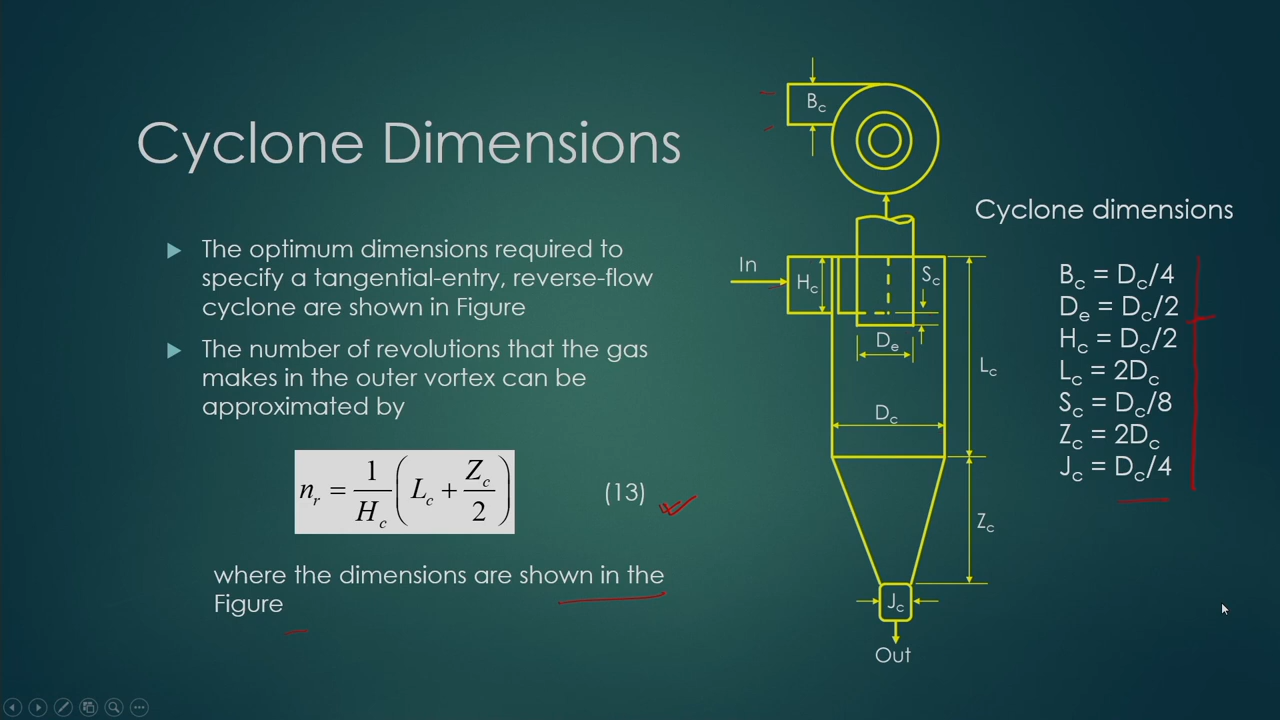 Cyclone Dimensions
The optimum dimensions required to
specify a tangential-entry, reverse-flow
cyclone are shown in Figure
The number of revolutions that the gas
makes in the outer vortex can be
approximated by
n_r = \frac{1}{H_c} \left( L_c + \frac{Z_c}{2} \right)
(13)
where the dimensions are shown in the
Figure
B_c
In
H_c
S_c
D_e
L_c
D_c
Z_c
J_c
Out
Cyclone dimensions
B_c = D_c/4
D_e = D_c/2
H_c = D_c/2
L_c = 2D_c
S_c = D_c/8
Z_c = 2D_c
J_c = D_c/4